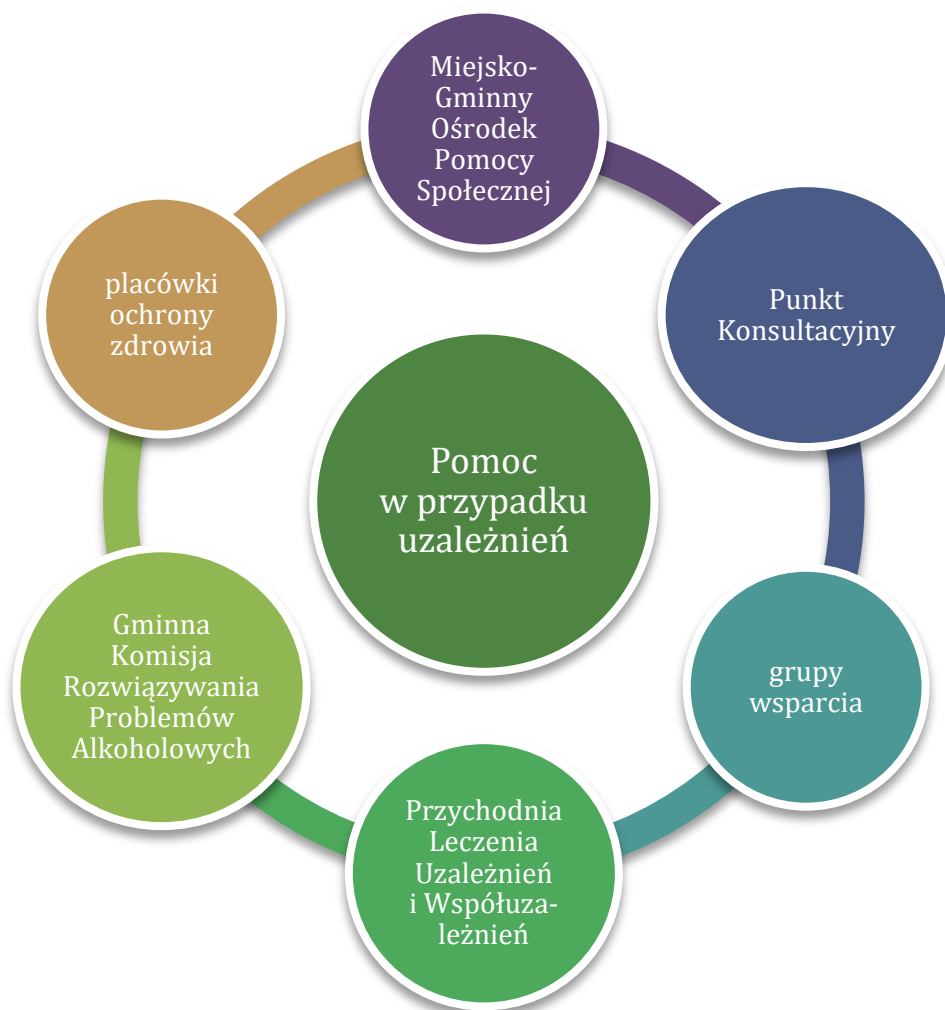 Miejsko-
Gminny
Ośrodek
Pomocy
Społecznej
Punkt
Konsultacyjny
grupy
wsparcia
Przychodnia
Leczenia
Uzależnień
i Współuza-
leżnień
Gminna
Komisja
Rozwiązywania
Problemów
Alkoholowych
placówki
ochrony
zdrowia
Pomoc
w przypadku
uzależnień